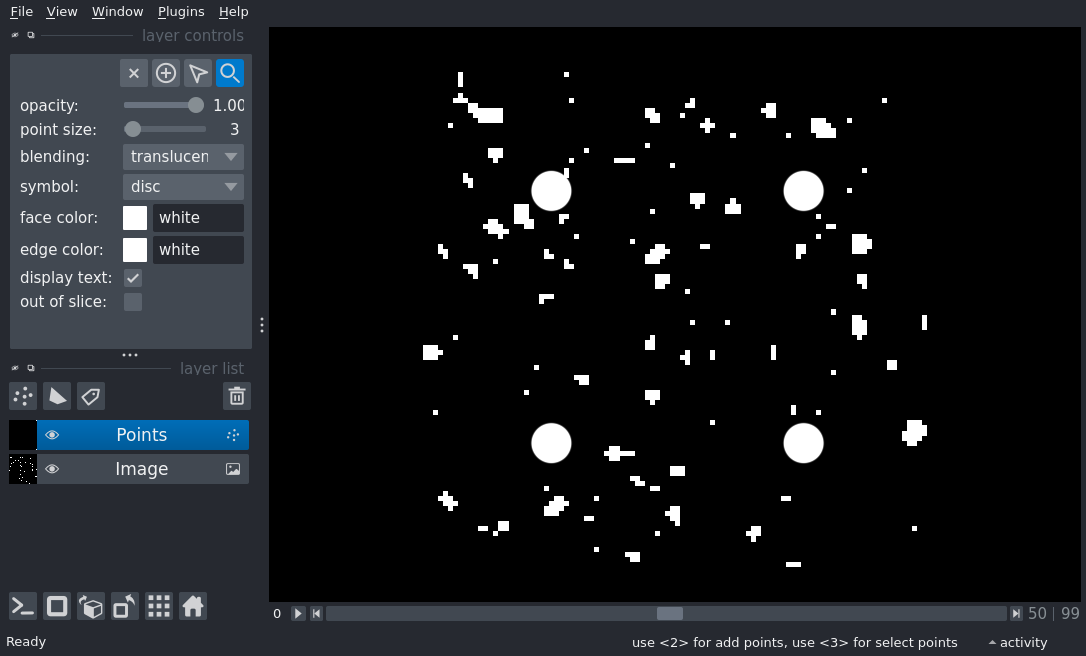 File View Window Plugins Help
layer controls
opacity: 1.00
point size: 3
blending: translucen
symbol: disc
face color: white
edge color: white
display text:
out of slice:
layer list
Points
Image
0 50 | 99
Ready use <2> for add points, use <3> for select points activity